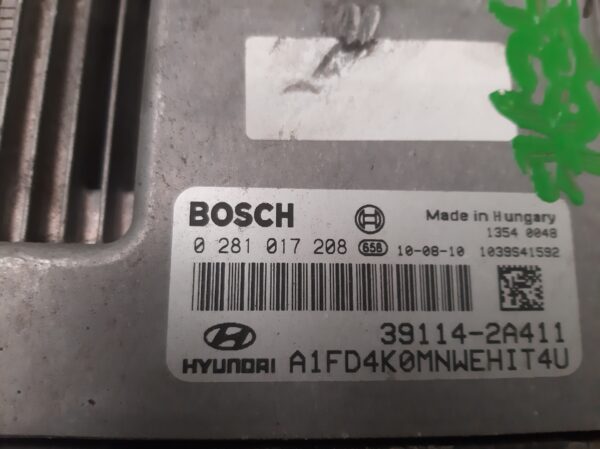 BOSCH
Made in Hungary
1354 0048
0 281 017 208 658 10-08-10 1039S41592
39114-2A411
HYUNDAI A1FD4K0MNWEHIT4U